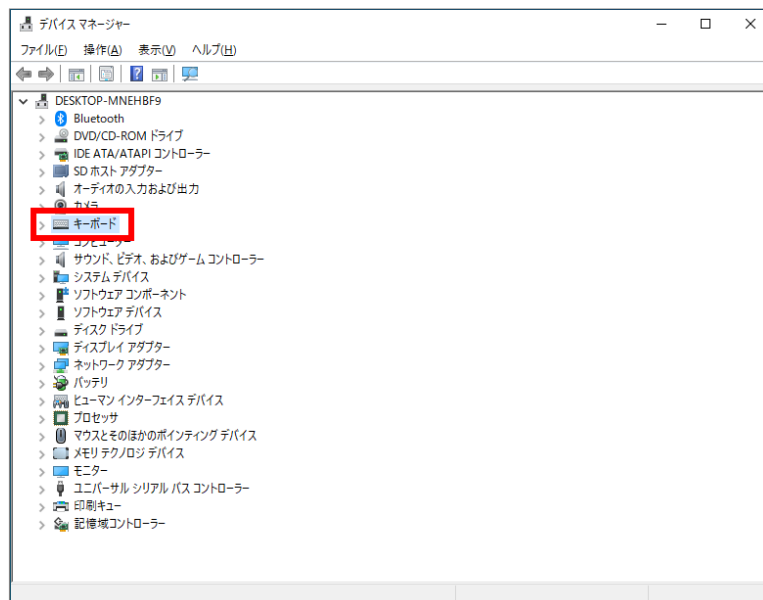 デバイス マネージャー
ファイル(F) 操作(A) 表示(V) ヘルプ(H)
DESKTOP-MNEHBF9
Bluetooth
DVD/CD-ROM ドライブ
IDE ATA/ATAPI コントローラー
SD ホスト アダプター
オーディオの入力および出力
カメラ
キーボード
コンピューター
サウンド、ビデオ、およびゲーム コントローラー
システム デバイス
ソフトウェア コンポーネント
ソフトウェア デバイス
ディスク ドライブ
ディスプレイ アダプター
ネットワーク アダプター
バッテリ
ヒューマン インターフェイス デバイス
プロセッサ
マウスとそのほかのポインティング デバイス
メモリ テクノロジ デバイス
モニター
ユニバーサル シリアル バス コントローラー
印刷キュー
記憶域コントローラー